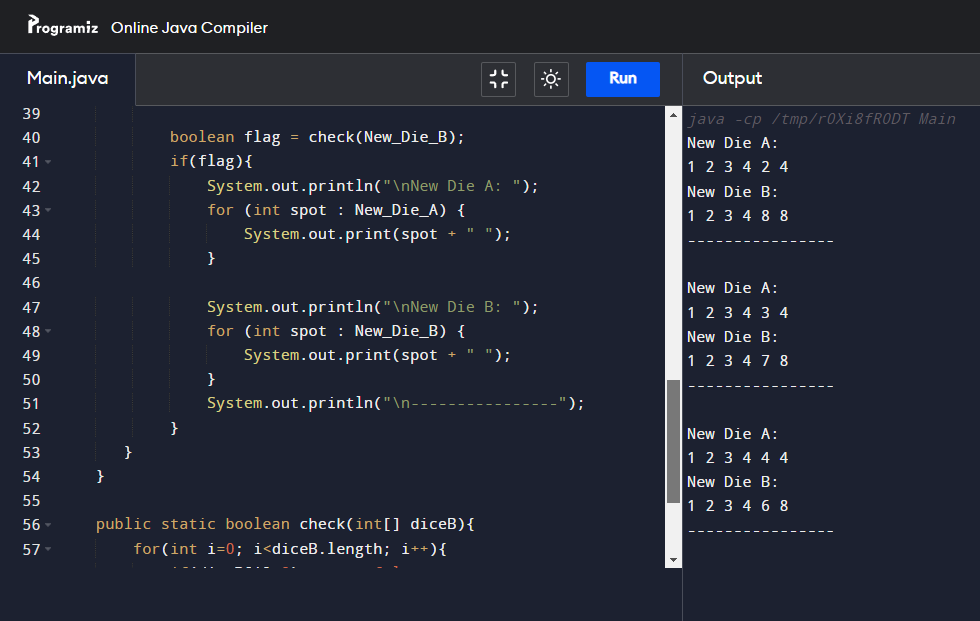 Programiz Online Java Compiler
Main.java
Run
Output
39
40 boolean flag = check(New_Die_B);
41 if(flag){
42 System.out.println("\nNew Die A: ");
43 for (int spot : New_Die_A) {
44 System.out.print(spot + " ");
45 }
46
47 System.out.println("\nNew Die B: ");
48 for (int spot : New_Die_B) {
49 System.out.print(spot + " ");
50 }
51 System.out.println("\n----------------");
52 }
53 }
54 }
55
56 public static boolean check(int[] diceB){
57 for(int i=0; i<diceB.length; i++){
java -cp /tmp/rOXi8fRODT Main
New Die A:
1 2 3 4 2 4
New Die B:
1 2 3 4 8 8
----------------
New Die A:
1 2 3 4 3 4
New Die B:
1 2 3 4 7 8
----------------
New Die A:
1 2 3 4 4 4
New Die B:
1 2 3 4 6 8
----------------